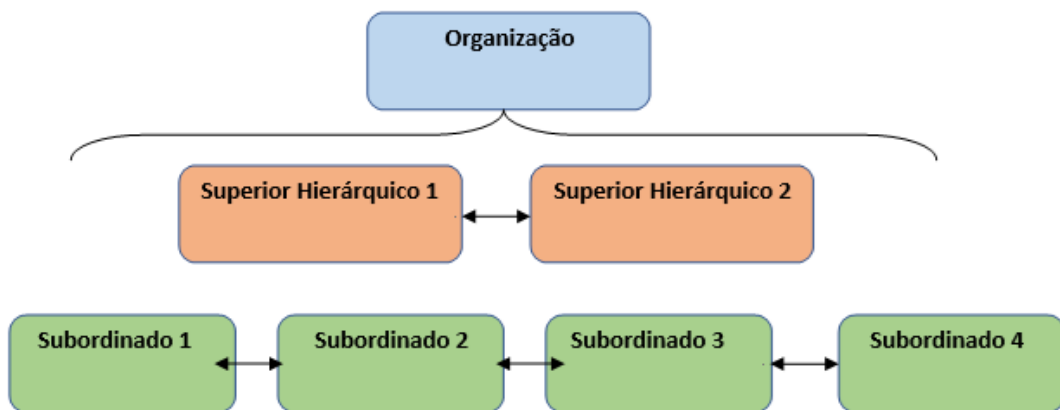 Organização
Superior Hierárquico 1
Superior Hierárquico 2
Subordinado 1
Subordinado 2
Subordinado 3
Subordinado 4